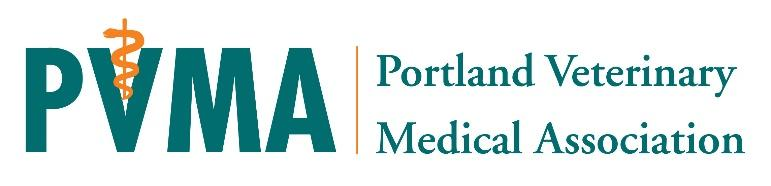 PVMA
Portland Veterinary
Medical Association